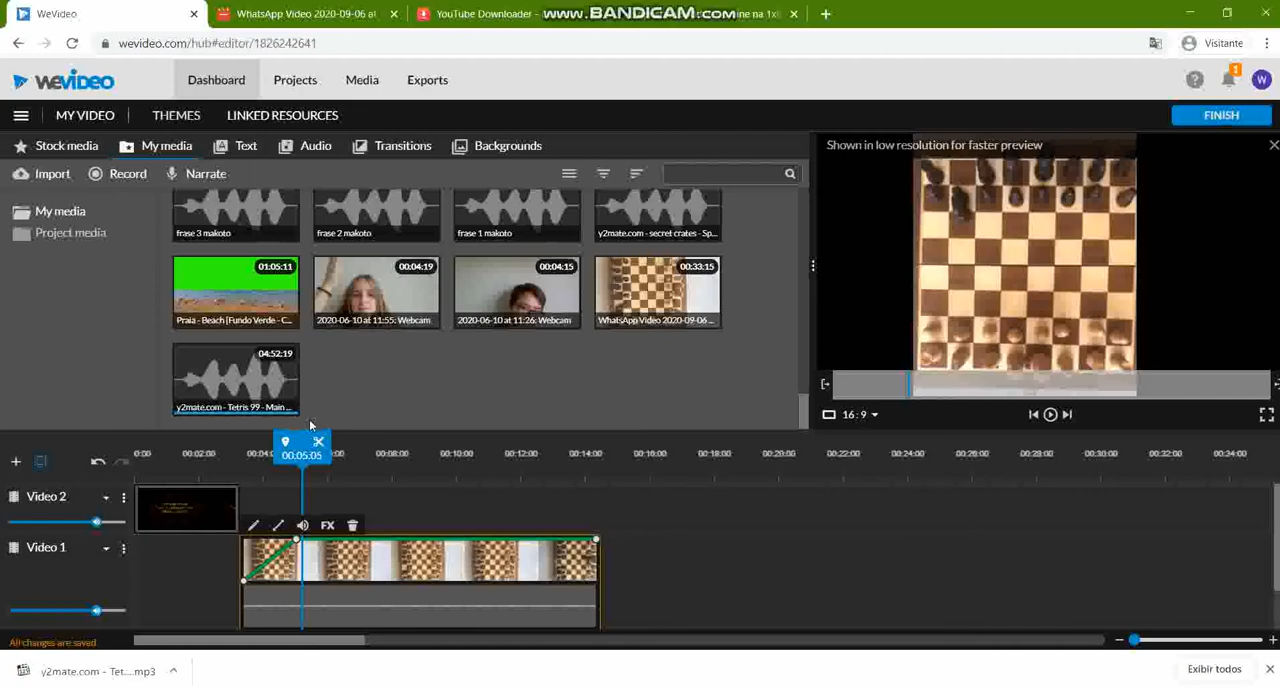 WeVideo
WhatsApp Video 2020-09-06 at
YouTube Downloader -
www.BANDICAM.com
ine na 1x
wevideo.com/hub#editor/1826242641
Visitante
WEVIDEO
Dashboard
Projects
Media
Exports
1
W
MY VIDEO
THEMES
LINKED RESOURCES
FINISH
Stock media
My media
Text
Audio
Transitions
Backgrounds
Shown in low resolution for faster preview
Import
Record
Narrate
My media
Project media
frase 3 makoto
frase 2 makoto
frase 1 makoto
y2mate.com - secret crates - Sp...
01:05:11
00:04:19
00:04:15
00:33:15
Praia - Beach [Fundo Verde - C...
2020-06-10 at 11:55: Webcam
2020-06-10 at 11:26: Webcam
WhatsApp Video 2020-09-06 ...
04:52:19
y2mate.com - Tetris 99 - Main ...
16:9
00:05:05
0:00
00:02:00
00:04:
6:00
00:08:00
00:10:00
00:12:00
00:14:00
00:16:00
00:18:00
00:20:00
00:22:00
00:24:00
00:26:00
00:28:00
00:30:00
00:32:00
00:34:00
Video 2
FX
Video 1
All changes are saved
y2mate.com - Tet....mp3
Exibir todos